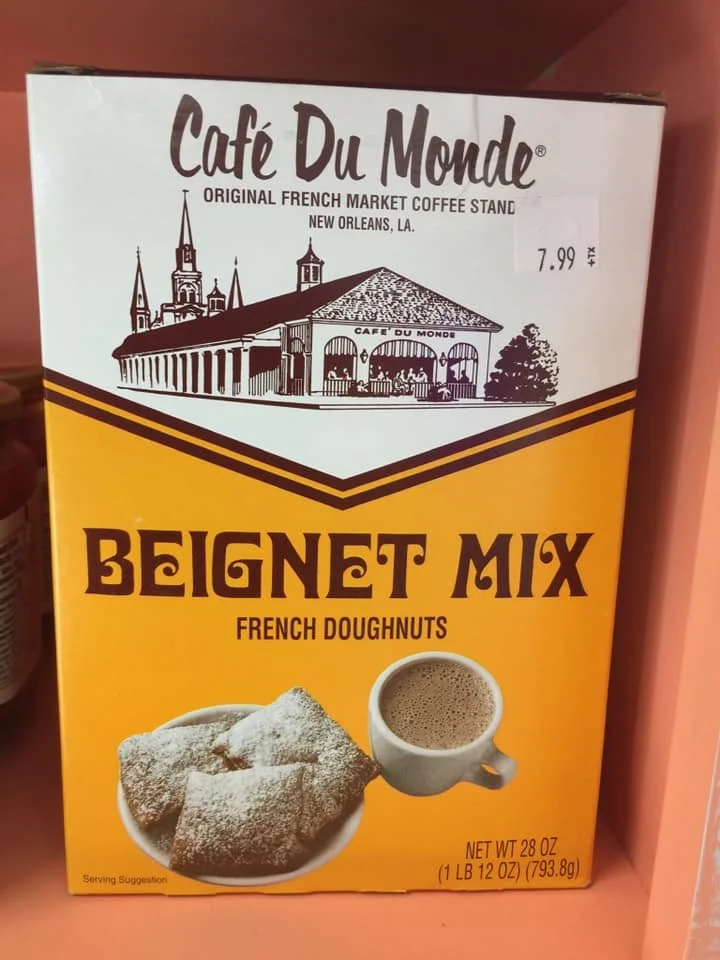 Café Du Monde®
ORIGINAL FRENCH MARKET COFFEE STAND
NEW ORLEANS, LA.
7.99 +TX
CAFE DU MONDE
BEIGNET MIX
FRENCH DOUGHNUTS
NET WT 28 OZ
(1 LB 12 OZ) (793.8g)
Serving Suggestion